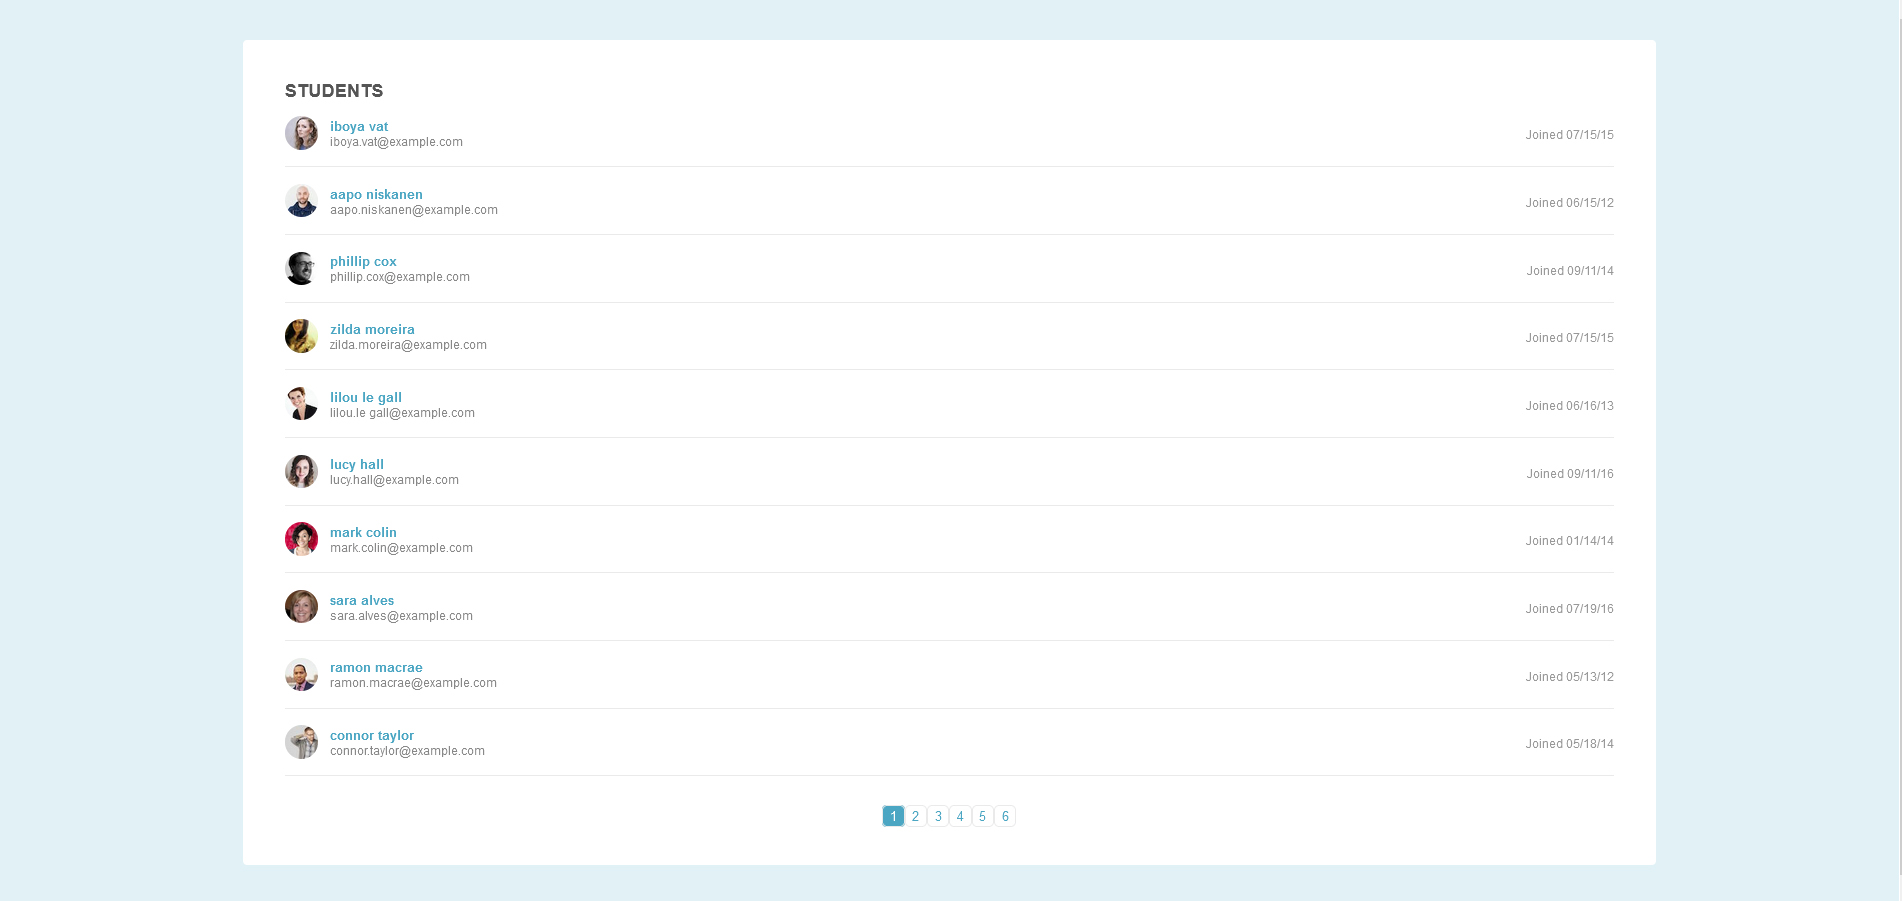 STUDENTS
iboya vat
iboya.vat@example.com
Joined 07/15/15
aapo niskanen
aapo.niskanen@example.com
Joined 06/15/12
phillip cox
phillip.cox@example.com
Joined 09/11/14
zilda moreira
zilda.moreira@example.com
Joined 07/15/15
lilou le gall
lilou.le gall@example.com
Joined 06/16/13
lucy hall
lucy.hall@example.com
Joined 09/11/16
mark colin
mark.colin@example.com
Joined 01/14/14
sara alves
sara.alves@example.com
Joined 07/19/16
ramon macrae
ramon.macrae@example.com
Joined 05/13/12
connor taylor
connor.taylor@example.com
Joined 05/18/14
1 2 3 4 5 6